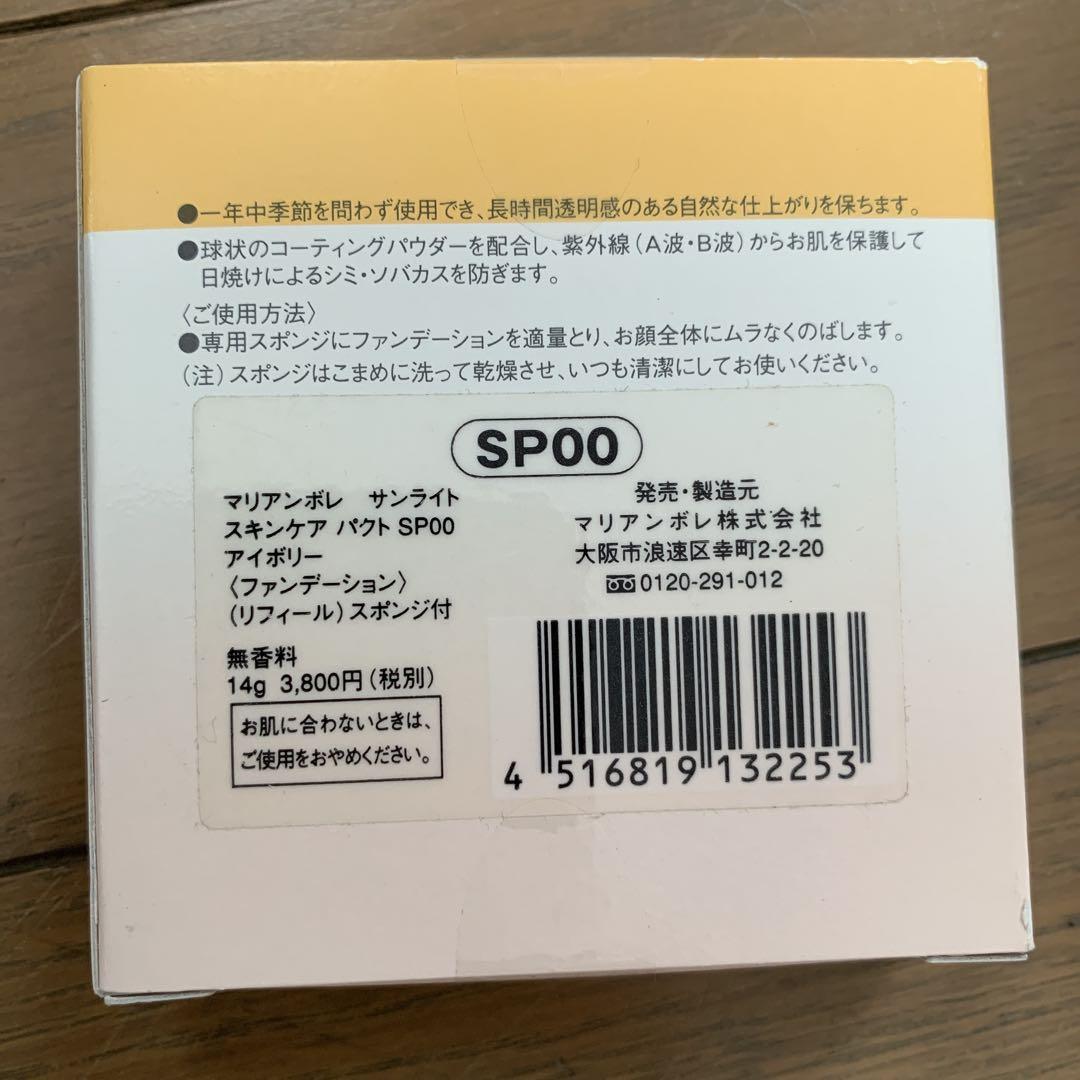 ●一年中季節を問わず使用でき、長時間透明感のある自然な仕上がりを保ちます。
●球状のコーティングパウダーを配合し、紫外線（A波・B波）からお肌を保護して
日焼けによるシミ・ソバカスを防ぎます。
〈ご使用方法〉
●専用スポンジにファンデーションを適量とり、お顔全体にムラなくのばします。
（注）スポンジはこまめに洗って乾燥させ、いつも清潔にしてお使いください。
SP00
マリアンボレ　サンライト
スキンケア パクト SP00
アイボリー
〈ファンデーション〉
（リフィール）スポンジ付
無香料
14g 3,800円（税別）
お肌に合わないときは、
ご使用をおやめください。
発売・製造元
マリアンボレ株式会社
大阪市浪速区幸町2-2-20
0120-291-012
4 516819 132253